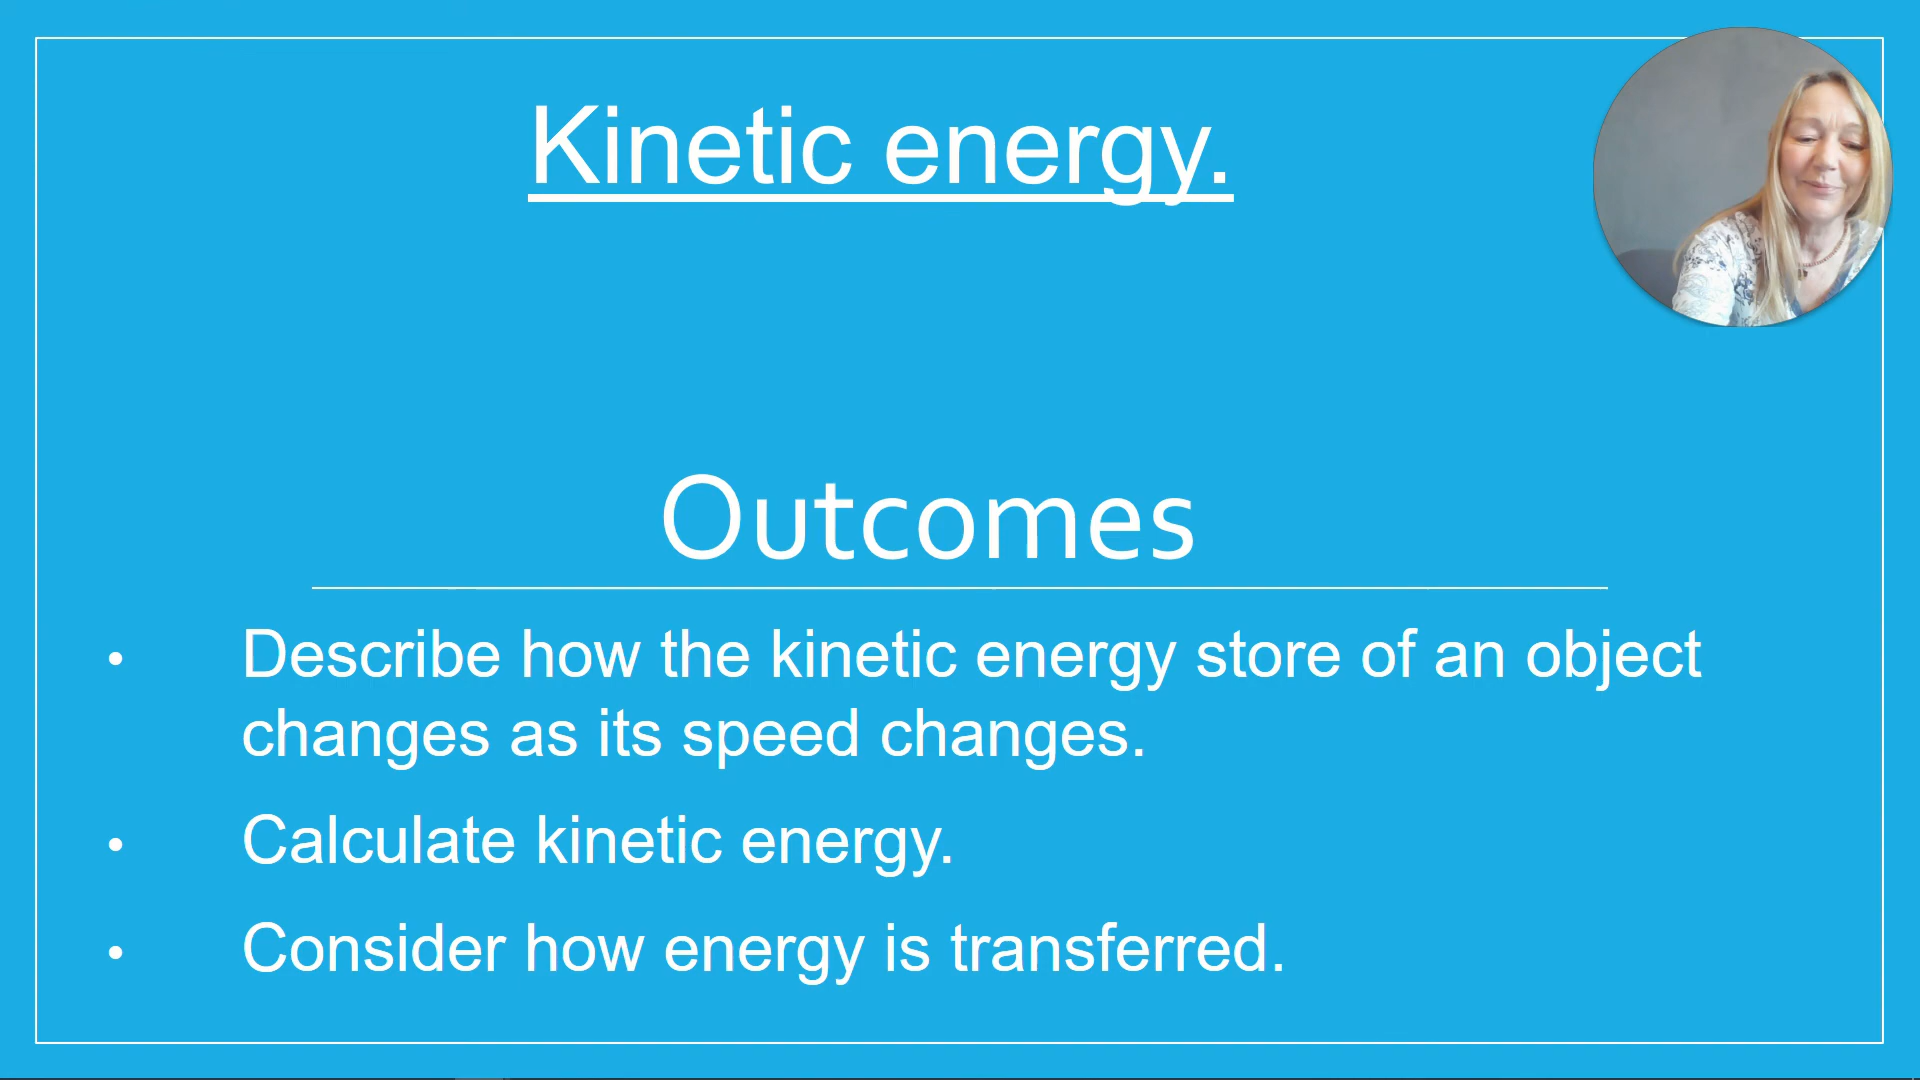 Kinetic energy.
Outcomes
• Describe how the kinetic energy store of an object
changes as its speed changes.
• Calculate kinetic energy.
• Consider how energy is transferred.